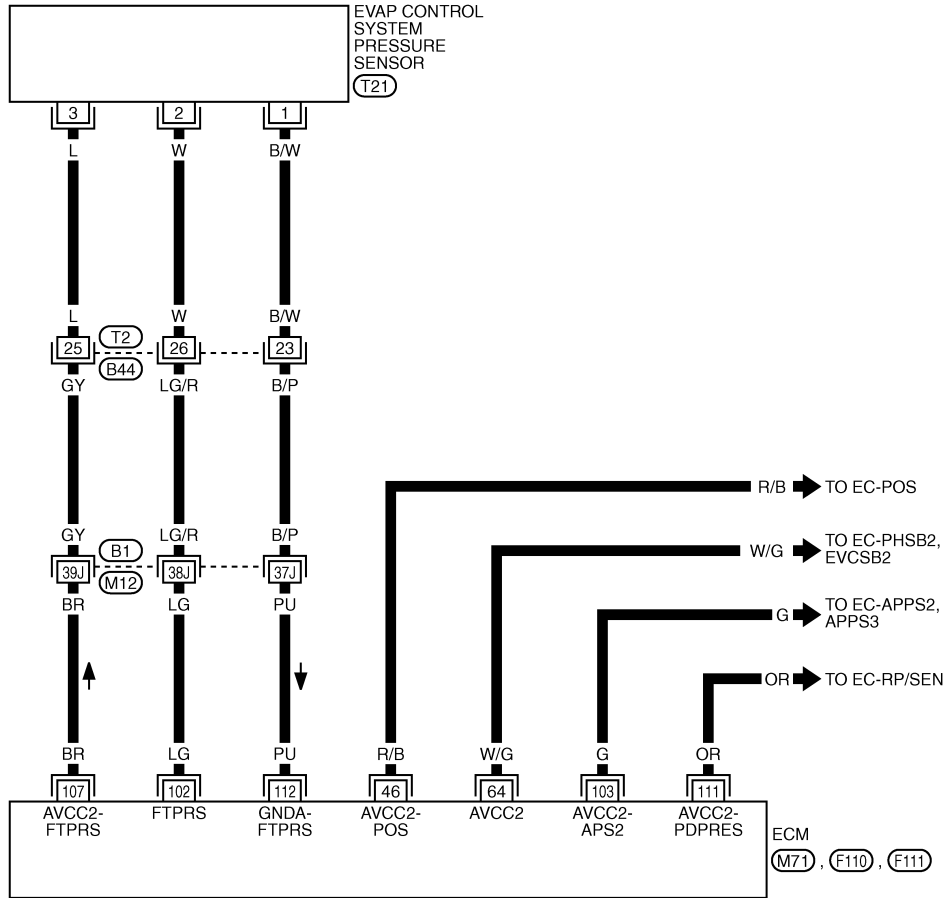 EVAP CONTROL
SYSTEM
PRESSURE
SENSOR
T21
3 2 1
L W B/W
L W B/W
T2
25 26 23
B44
GY LG/R B/P
R/B TO EC-POS
GY LG/R B/P
B1
W/G TO EC-PHSB2,
EVCSB2
39J 38J 37J
M12
BR LG PU
G TO EC-APPS2,
APPS3
OR TO EC-RP/SEN
BR LG PU R/B W/G G OR
107 102 112 46 64 103 111
AVCC2- FTPRS GNDA- AVCC2- AVCC2 AVCC2- AVCC2-
FTPRS FTPRS POS APS2 PDPRES
ECM
M71 , F110 , F111